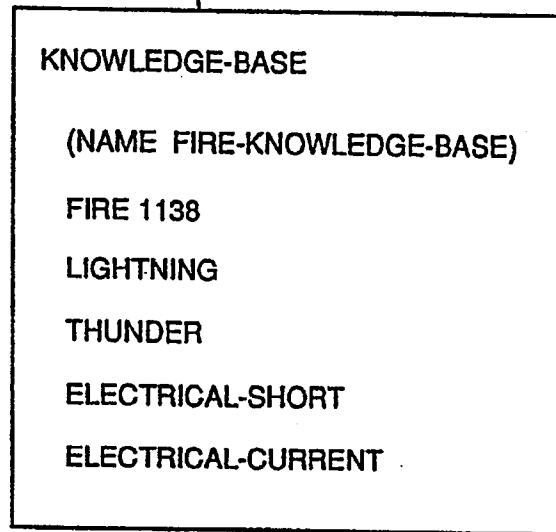 KNOWLEDGE-BASE
(NAME FIRE-KNOWLEDGE-BASE)
FIRE 1138
LIGHTNING
THUNDER
ELECTRICAL-SHORT
ELECTRICAL-CURRENT